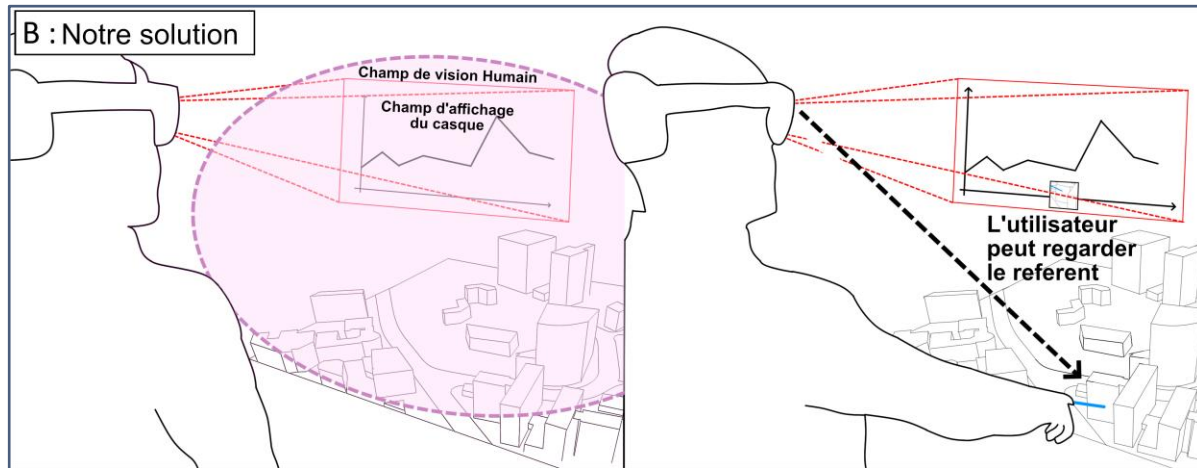 B : Notre solution
Champ de vision Humain
Champ d'affichage
du casque
L'utilisateur
peut regarder
le referent